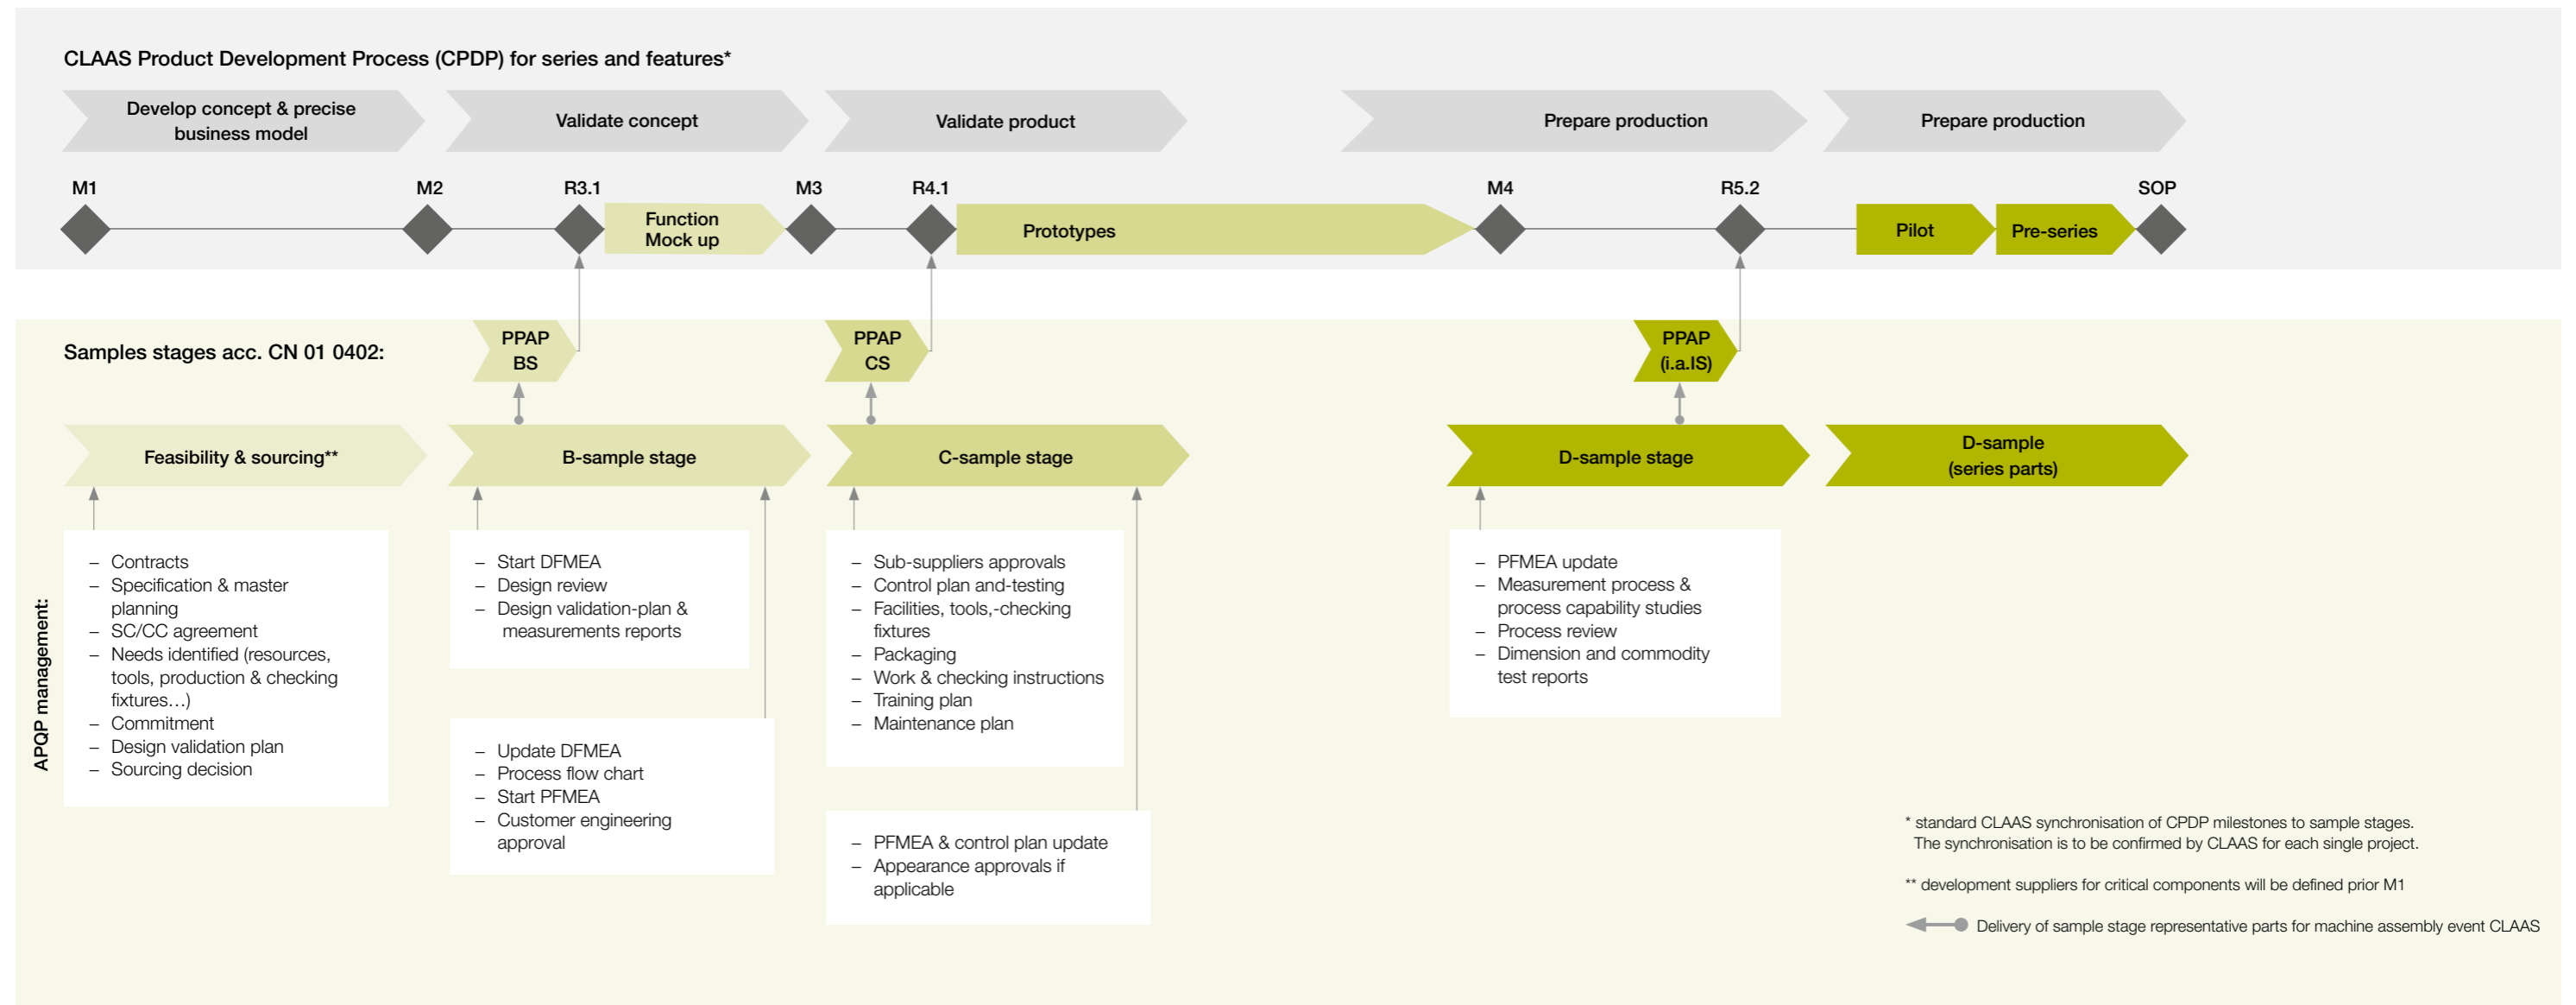 CLAAS Product Development Process (CPDP) for series and features*
Develop concept & precise
business model
Validate concept
Validate product
Prepare production
Prepare production
M1
M2
R3.1
M3
R4.1
M4
R5.2
SOP
Function
Mock up
Prototypes
Pilot
Pre-series
Samples stages acc. CN 01 0402:
PPAP
BS
PPAP
CS
PPAP
(i.a.IS)
Feasibility & sourcing**
B-sample stage
C-sample stage
D-sample stage
D-sample
(series parts)
APQP management:
– Contracts
– Specification & master
planning
– SC/CC agreement
– Needs identified (resources,
tools, production & checking
fixtures…)
– Commitment
– Design validation plan
– Sourcing decision
– Start DFMEA
– Design review
– Design validation-plan &
measurements reports
– Update DFMEA
– Process flow chart
– Start PFMEA
– Customer engineering
approval
– Sub-suppliers approvals
– Control plan and-testing
– Facilities, tools,-checking
fixtures
– Packaging
– Work & checking instructions
– Training plan
– Maintenance plan
– PFMEA & control plan update
– Appearance approvals if
applicable
– PFMEA update
– Measurement process &
process capability studies
– Process review
– Dimension and commodity
test reports
* standard CLAAS synchronisation of CPDP milestones to sample stages.
The synchronisation is to be confirmed by CLAAS for each single project.
** development suppliers for critical components will be defined prior M1
Delivery of sample stage representative parts for machine assembly event CLAAS